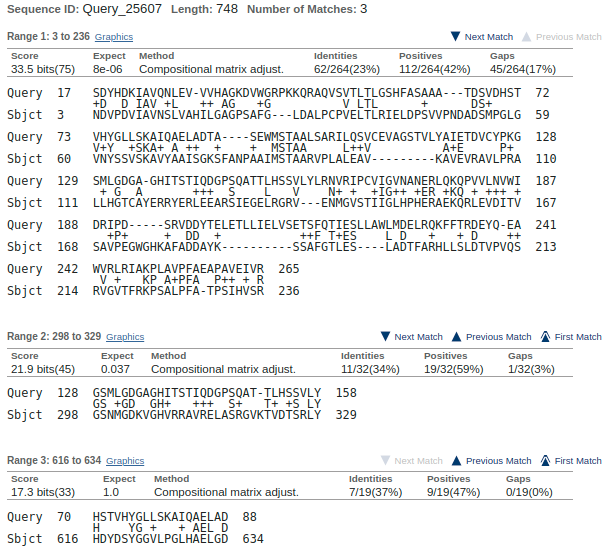 Sequence ID: Query_25607 Length: 748 Number of Matches: 3
Range 1: 3 to 236 Graphics Next Match Previous Match
Score Expect Method Identities Positives Gaps
33.5 bits(75) 8e-06 Compositional matrix adjust. 62/264(23%) 112/264(42%) 45/264(17%)
Query 17 SDYHDKIAVQNLEV-VVHAGKDVWGRPKKQRAQVSVTLTLGSHFASAAA---TDSVDHST 72
+D D IAV +L ++ AG +G V LTL + DS+
Sbjct 3 NDVPDVIAVNSLVAHILGAGPSAFG---LDALPCPVELTLRIELDPSVVPNDADSMPGLG 59
Query 73 VHYGLLSKAIQAELADTA----SEWMSTAALSARILQSVCEVAGSTVLYAIETDVCYPKG 128
V+Y +SKA+ A ++ + + MSTAA L++V A+E P+
Sbjct 60 VNYSSVSKAVYAAISGKSFANPAAIMSTAARVPLALEAV---------KAVEVRAVLPRA 110
Query 129 SMLGDGA-GHITSTIQDGPSQATTLHSSVLYLRNVRIPCVIGVNANERLQKQPVVLNVWI 187
+ G A ++++ S L V N+ + +IG++ +ER +KQ + +++ I
Sbjct 111 LLHGTCAYERRYERLEEARSIEGELRGRRV---ENMGVSTIIGLHPHERAEKQRLEVDITV 167
Query 188 DRIPD-----SRVDDYTELETLLIELVSETSFQTIESLLAWLMDELRQKFFTRDEYQ-EA 241
+P+ + DD + ++F T+ES L D + + D ++
Sbjct 168 SAVPEGWGHKAFADDAYK----------SSAFGTLES----LADTFARHLLSLDTVPVQS 213
Query 242 WVRLRIAKPLAVPFAEAPAVEIVR 265
V + KP A+PFA P++ + R
Sbjct 214 RVGVTFRKPSALPFA-TPSIHVSR 236
Range 2: 298 to 329 Graphics Next Match Previous Match First Match
Score Expect Method Identities Positives Gaps
21.9 bits(45) 0.037 Compositional matrix adjust. 11/32(34%) 19/32(59%) 1/32(3%)
Query 128 GSMLGDGAGHITSTIQDGPSQAT-TLHSSVLY 158
GS +GD GH+ +++ S+ T+ +S LY
Sbjct 298 GSNMGDKVGHVRRAVRELASRGVKTVDTSRLY 329
Range 3: 616 to 634 Graphics Next Match Previous Match First Match
Score Expect Method Identities Positives Gaps
17.3 bits(33) 1.0 Compositional matrix adjust. 7/19(37%) 9/19(47%) 0/19(0%)
Query 70 HSTVHYGLLSKAIQAELAD 88
H YG + + AEL D
Sbjct 616 HDYDSYGGVLPGLHAELGD 634